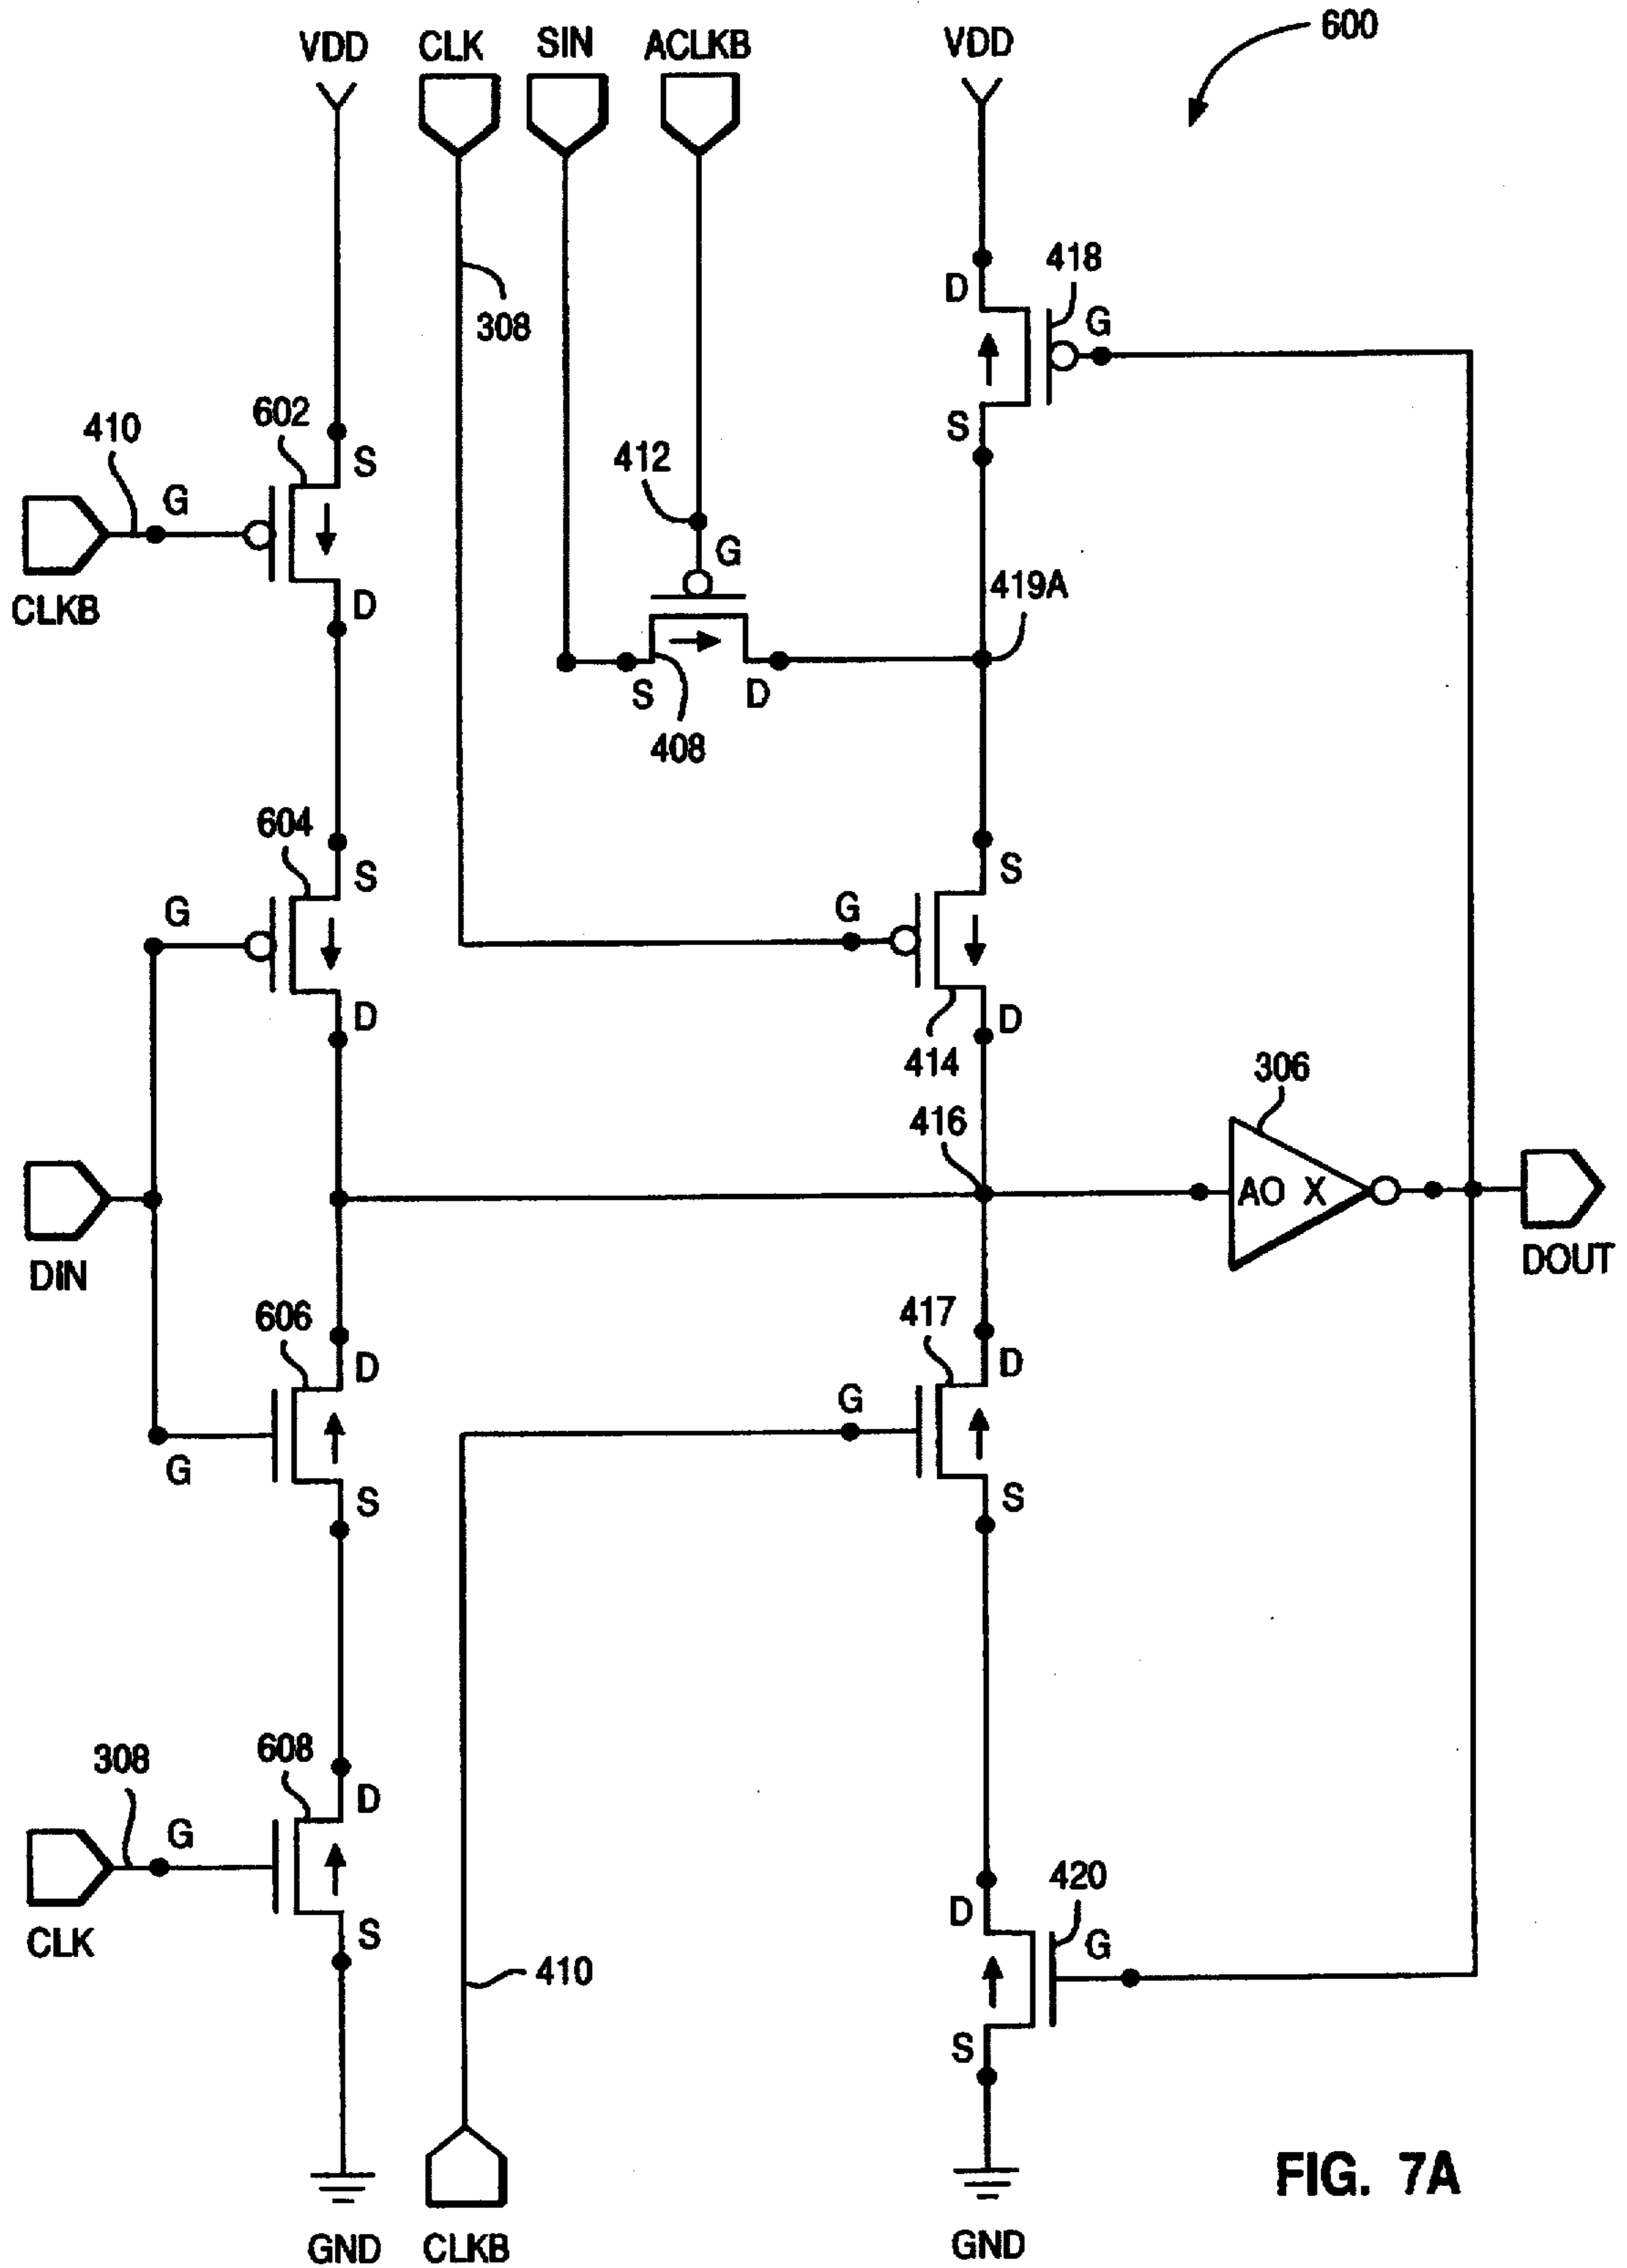 600
VDD CLK SIN ACLKB VDD
418
D
G
308
S
602
410
S
G
412
G
419A
CLKB
D
S D
408
604
S
S
G
G
D
D
414
306
416
AO X
DIN
DOUT
606
417
D
D
G
G
S
S
608
308
D
G
420
D
G
CLK
S
410
S
FIG. 7A
GND CLKB GND